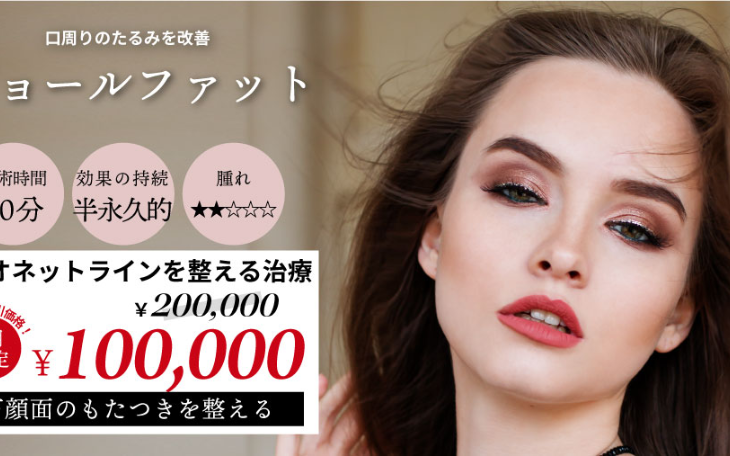 口周りのたるみを改善
ョールファット
術時間
0分
効果の持続
半永久的
腫れ
★★☆☆☆
オネットラインを整える治療
¥200,000
価格！
定
¥100,000
顔面のもたつきを整える